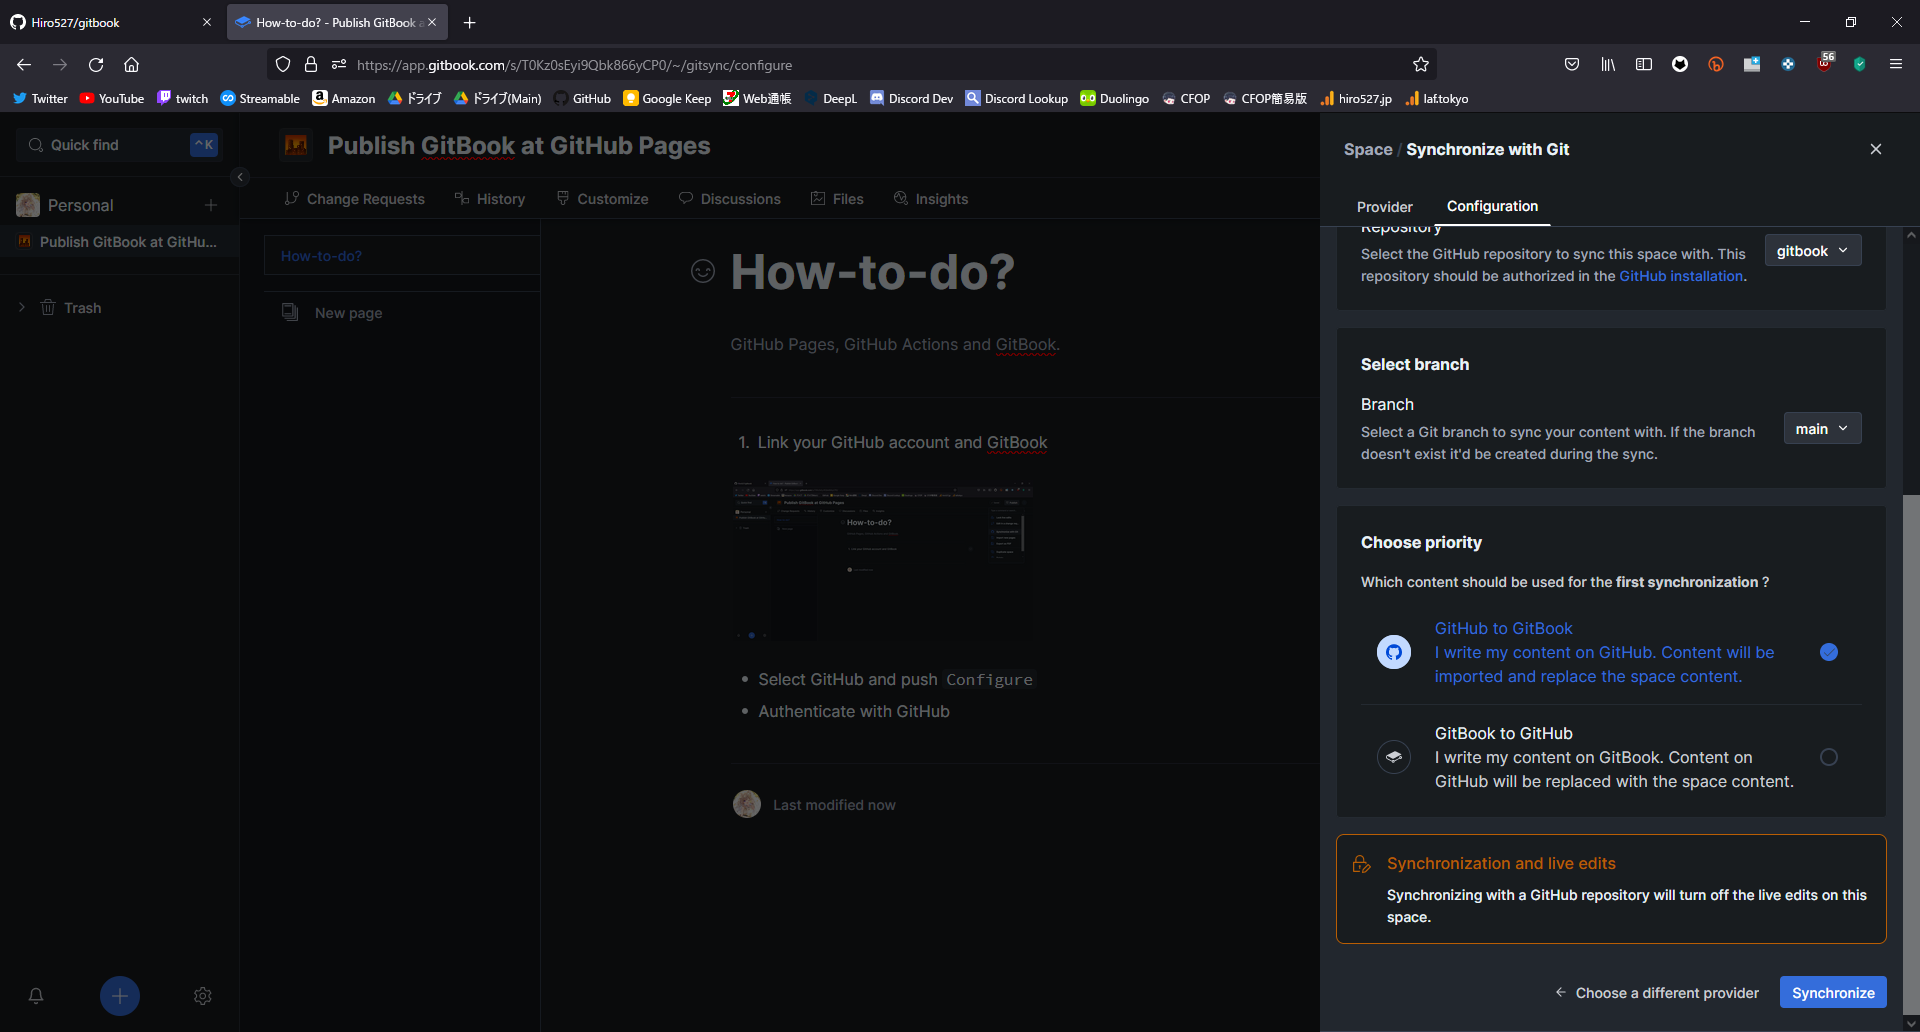 Hiro527/gitbook
How-to-do? - Publish GitBook a
https://app.gitbook.com/s/T0Kz0sEyi9Qbk866yCP0/~/gitsync/configure
56
Twitter YouTube twitch Streamable Amazon ドライブ ドライブ(Main) GitHub Google Keep Web通帳 DeepL Discord Dev Discord Lookup Duolingo CFOP CFOP簡易版 hiro527.jp laf.tokyo
Quick find
^ K
Personal
Publish GitBook at GitHu...
Trash
Publish GitBook at GitHub Pages
Change Requests History Customize Discussions Files Insights
How-to-do?
New page
How-to-do?
GitHub Pages, GitHub Actions and GitBook.
1. Link your GitHub account and GitBook
How-to-do?
• Select GitHub and push Configure
• Authenticate with GitHub
Last modified now
Space / Synchronize with Git
Provider Configuration
Repository
Select the GitHub repository to sync this space with. This
repository should be authorized in the GitHub installation.
gitbook
Select branch
Branch
Select a Git branch to sync your content with. If the branch
doesn't exist it'd be created during the sync.
main
Choose priority
Which content should be used for the first synchronization ?
GitHub to GitBook
I write my content on GitHub. Content will be
imported and replace the space content.
GitBook to GitHub
I write my content on GitBook. Content on
GitHub will be replaced with the space content.
Synchronization and live edits
Synchronizing with a GitHub repository will turn off the live edits on this
space.
Choose a different provider
Synchronize